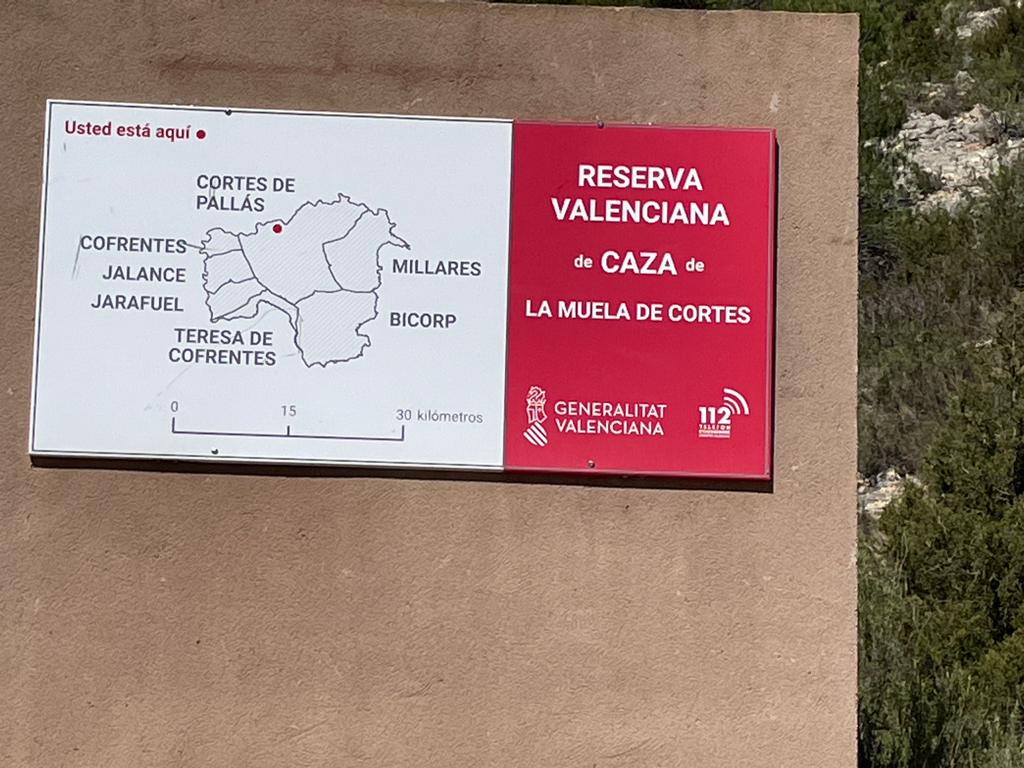 Usted está aquí
CORTES DE
PALLÁS
COFRENTES
JALANCE
JARAFUEL
TERESA DE
COFRENTES
MILLARES
BICORP
0 15 30 kilómetros
RESERVA
VALENCIANA
de CAZA de
LA MUELA DE CORTES
GENERALITAT
VALENCIANA
112